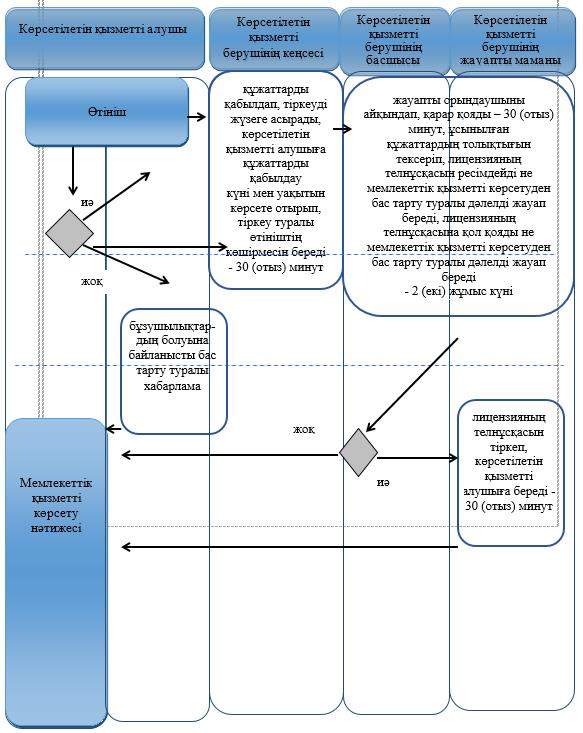 Көрсетілетін қызметті алушы
Көрсетілетін
қызметті
берушінің кеңсесі
Көрсетілетін
қызметті
берушінің
басшысы
Көрсетілетін
қызметті
берушінің
жауапты маманы
Өтініш
құжаттарды
қабылдап, тіркеуді
жүзеге асырады,
көрсетілетін
қызметті алушыға
құжаттарды
қабылдау
күні мен уақытын
көрсете отырып,
тіркеу туралы
өтініштің
көшірмесін береді
- 30 (отыз) минут
жауапты орындаушыны
айқындап, қарар қояды – 30 (отыз)
минут, ұсынылған
құжаттардың толықтығын
тексеріп, лицензияның
телнұсқасын ресімдейді не
мемлекеттік қызметті көрсетуден
бас тарту туралы дәлелді жауап
береді, лицензияның
телнұсқасына қол қояды не
мемлекеттік қызметті көрсетуден
бас тарту туралы дәлелді жауап
береді
- 2 (екі) жұмыс күні
иә
жоқ
бұзушылықтар-
дың болуына
байланысты бас
тарту туралы
хабарлама
жоқ
иә
лицензияның
телнұсқасын
тіркеп,
көрсетілетін
қызметті
алушыға береді -
30 (отыз) минут
Мемлекеттік
қызметті
көрсету
нәтижесі